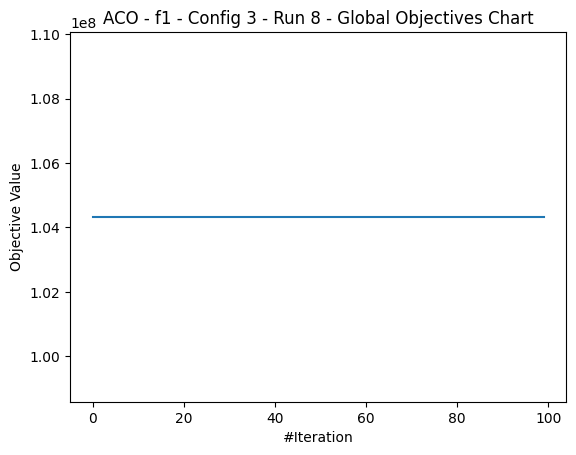 ACO - f1 - Config 3 - Run 8 - Global Objectives Chart
1e8
1.10
1.08
1.06
1.04
1.02
1.00
Objective Value
0 20 40 60 80 100
#Iteration